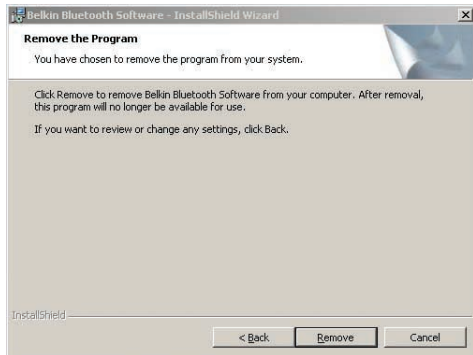 Belkin Bluetooth Software - InstallShield Wizard
Remove the Program
You have chosen to remove the program from your system.
Click Remove to remove Belkin Bluetooth Software from your computer. After removal,
this program will no longer be available for use.
If you want to review or change any settings, click Back.
InstallShield
< Back Remove Cancel